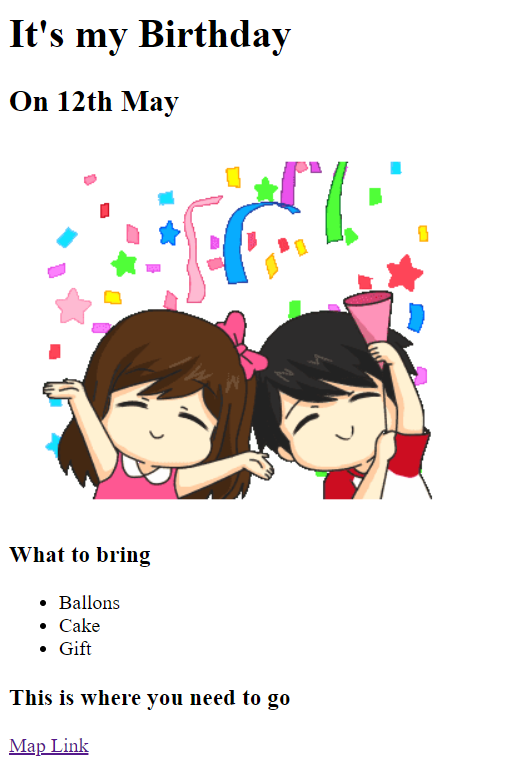 It's my Birthday
On 12th May
What to bring
Ballons
Cake
Gift
This is where you need to go
Map Link